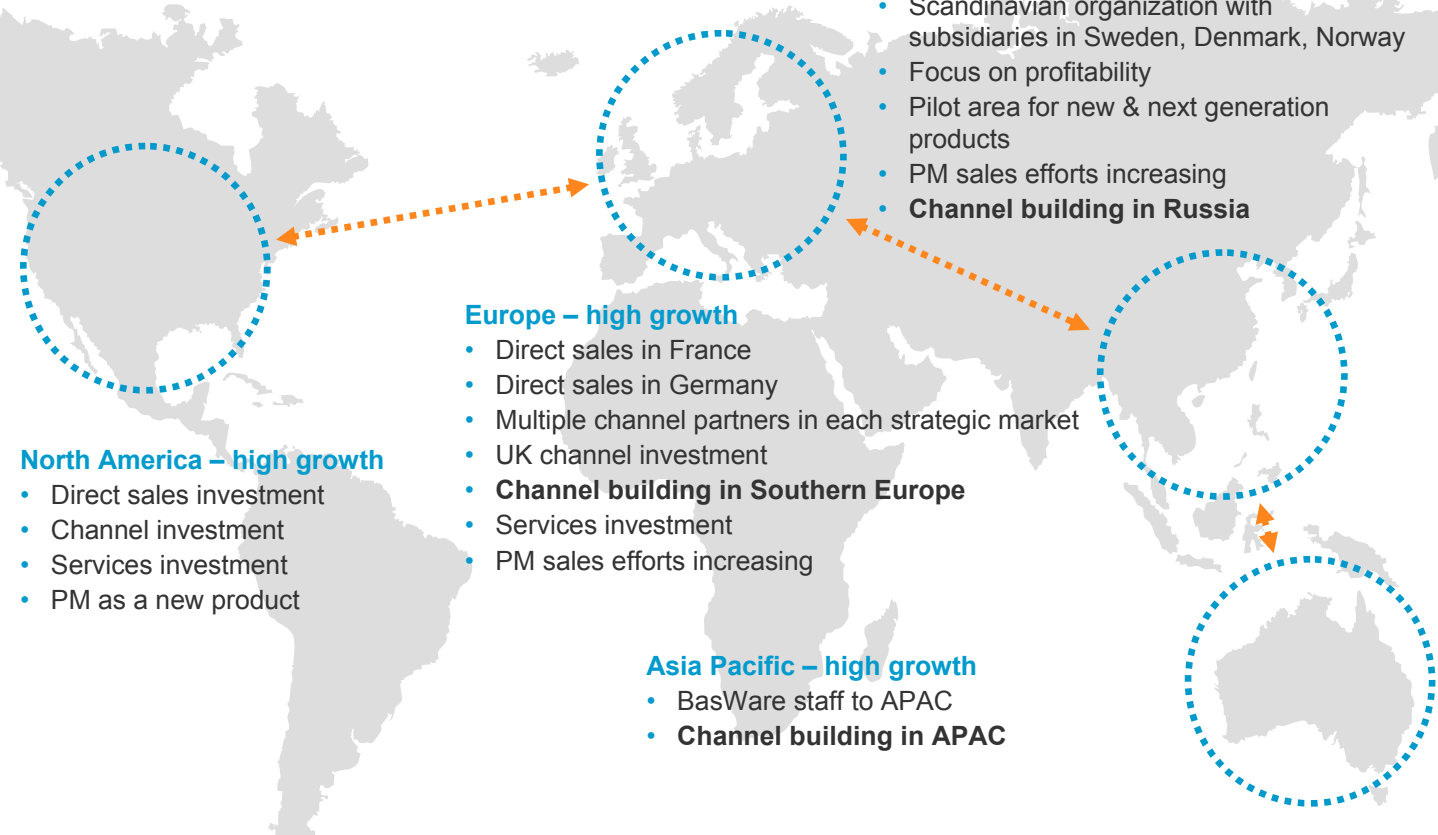 • Scandinavian organization with
subsidiaries in Sweden, Denmark, Norway
• Focus on profitability
• Pilot area for new & next generation
products
• PM sales efforts increasing
• Channel building in Russia
Europe – high growth
• Direct sales in France
• Direct sales in Germany
• Multiple channel partners in each strategic market
• UK channel investment
• Channel building in Southern Europe
• Services investment
• PM sales efforts increasing
North America – high growth
• Direct sales investment
• Channel investment
• Services investment
• PM as a new product
Asia Pacific – high growth
• BasWare staff to APAC
• Channel building in APAC